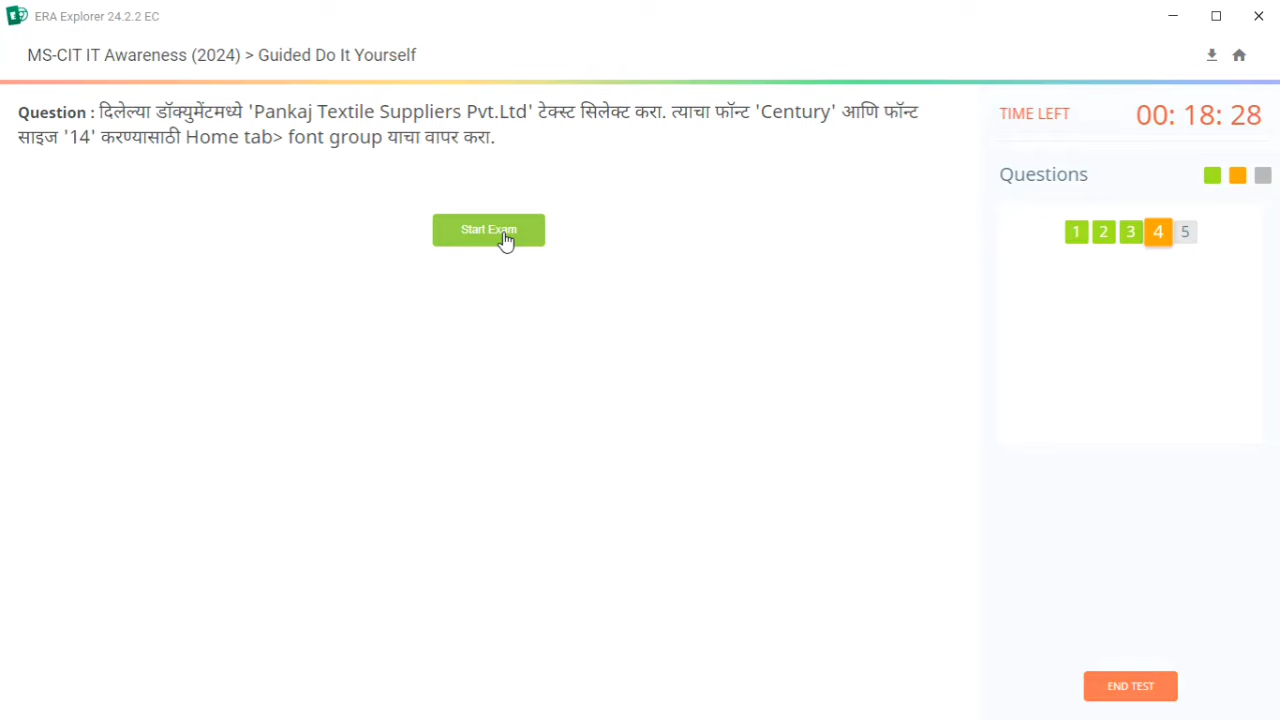 ERA Explorer 24.2.2 EC
MS-CIT IT Awareness (2024) > Guided Do It Yourself
Question : दिलेल्या डॉक्युमेंटमध्ये 'Pankaj Textile Suppliers Pvt.Ltd' टेक्स्ट सिलेक्ट करा. त्याचा फॉन्ट 'Century' आणि फॉन्ट
साइज '14' करण्यासाठी Home tab> font group याचा वापर करा.
TIME LEFT 00: 18: 28
Questions
Start Exam
1 2 3 4 5
END TEST